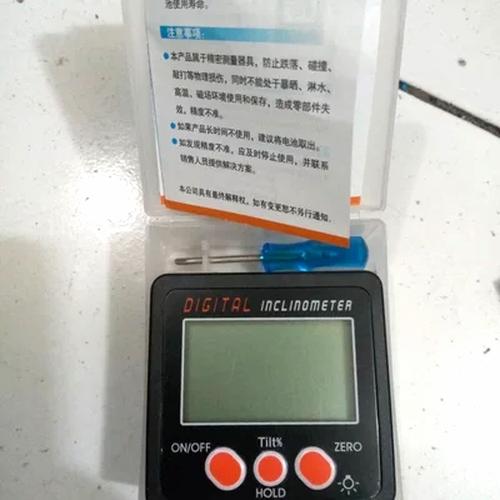 池使用寿命。
注意事项:
●本产品属于精密测量器具，防止跌落、碰撞、
敲打等物理损伤，同时不能处于暴晒、淋水、
高温、磁场环境使用和保存，造成零部件失
效，精度不准。
●如果产品长时间不使用，建议将电池取出。
●如发现精度不准，应及时停止使用，并联系
销售人员提供解决方案。
本公司具有最终解释权，如有变更恕不另行通知。
DIGITAL INCLINOMETER
ON/OFF
Tilt%
ZERO
HOLD